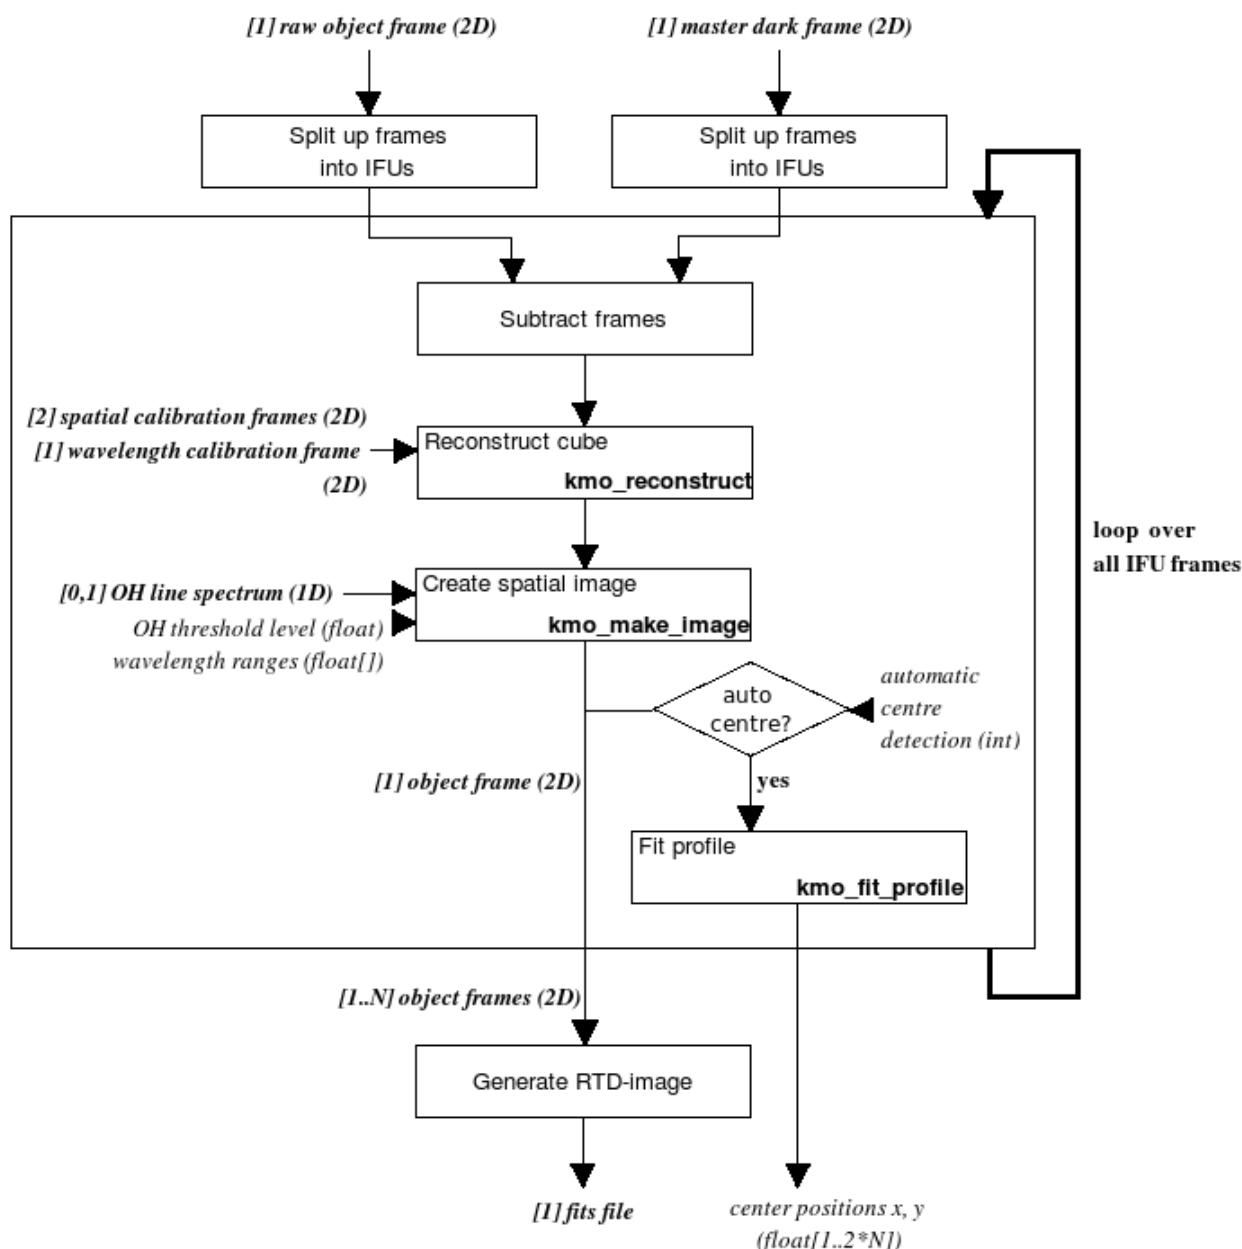 [1] raw object frame (2D)
[1] master dark frame (2D)
Split up frames
into IFUs
Split up frames
into IFUs
Subtract frames
[2] spatial calibration frames (2D)
[1] wavelength calibration frame
(2D)
Reconstruct cube
kmo_reconstruct
loop over
all IFU frames
[0,1] OH line spectrum (1D)
OH threshold level (float)
wavelength ranges (float[])
Create spatial image
kmo_make_image
auto
centre?
automatic
centre
detection (int)
[1] object frame (2D)
yes
Fit profile
kmo_fit_profile
[1..N] object frames (2D)
Generate RTD-image
[1] fits file
center positions x, y
(float[1..2*N])